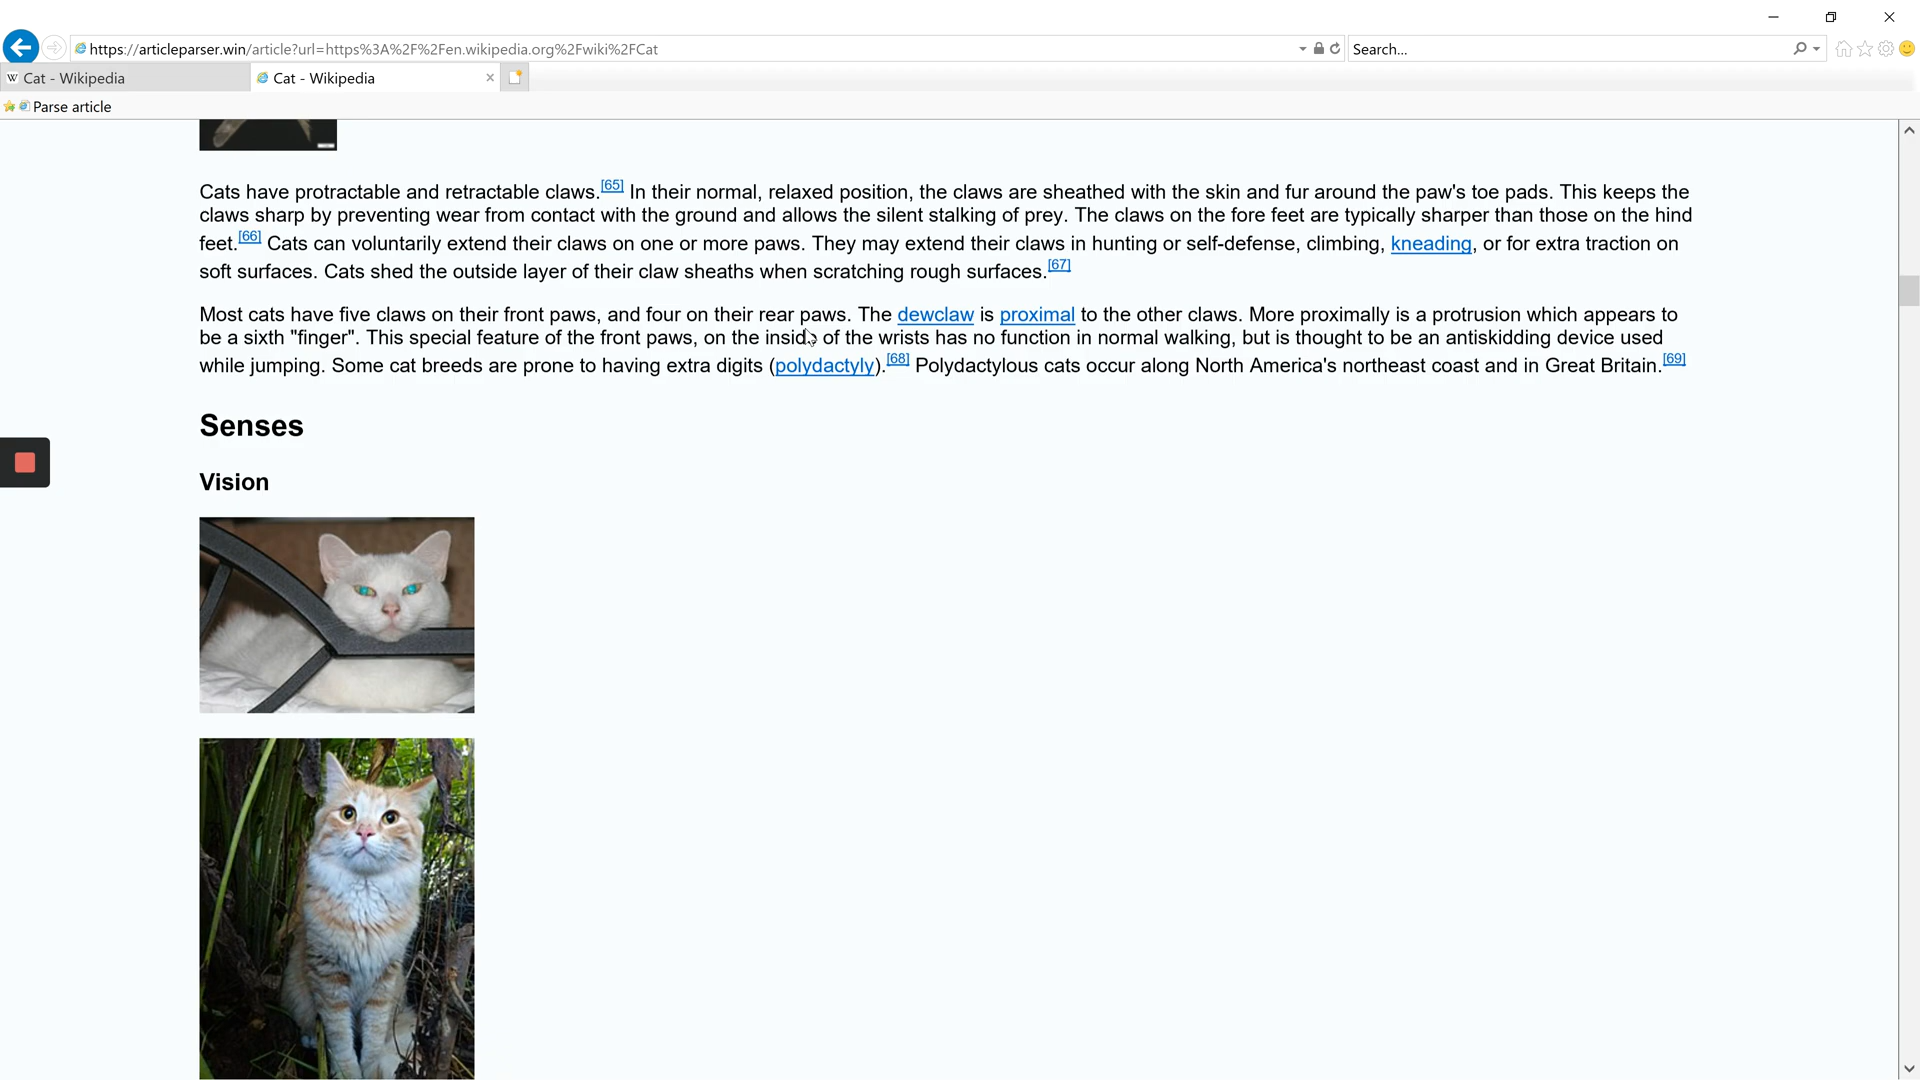 https://articleparser.win/article?url=https%3A%2F%2Fen.wikipedia.org%2Fwiki%2FCat
Search...
Cat - Wikipedia
Cat - Wikipedia
Parse article
Cats have protractable and retractable claws.[65] In their normal, relaxed position, the claws are sheathed with the skin and fur around the paw's toe pads. This keeps the
claws sharp by preventing wear from contact with the ground and allows the silent stalking of prey. The claws on the fore feet are typically sharper than those on the hind
feet.[66] Cats can voluntarily extend their claws on one or more paws. They may extend their claws in hunting or self-defense, climbing, kneading, or for extra traction on
soft surfaces. Cats shed the outside layer of their claw sheaths when scratching rough surfaces.[67]
Most cats have five claws on their front paws, and four on their rear paws. The dewclaw is proximal to the other claws. More proximally is a protrusion which appears to
be a sixth "finger". This special feature of the front paws, on the inside of the wrists has no function in normal walking, but is thought to be an antiskidding device used
while jumping. Some cat breeds are prone to having extra digits (polydactyly).[68] Polydactylous cats occur along North America's northeast coast and in Great Britain.[69]
Senses
Vision